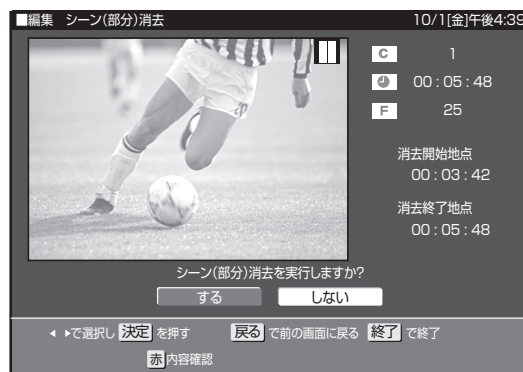 ■編集 シーン(部分)消去 10/1[金]午後4:39
C 1
00:05:48
F 25
消去開始地点
00:03:42
消去終了地点
00:05:48
シーン(部分)消去を実行しますか?
する しない
◀ ▶で選択し 決定 を押す 戻る で前の画面に戻る 終了 で終了
赤 内容確認